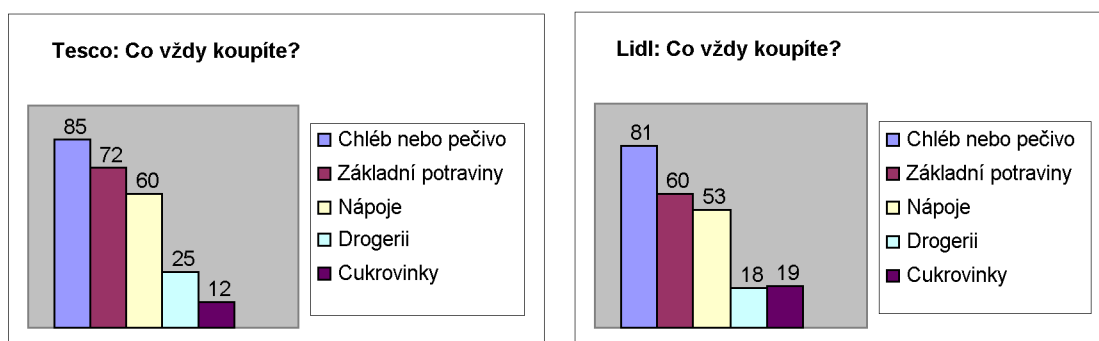 Tesco: Co vždy koupíte?
85
72
60
25
12
Chléb nebo pečivo
Základní potraviny
Nápoje
Drogerii
Cukrovinky
Lidl: Co vždy koupíte?
81
60
53
18
19
Chléb nebo pečivo
Základní potraviny
Nápoje
Drogerii
Cukrovinky